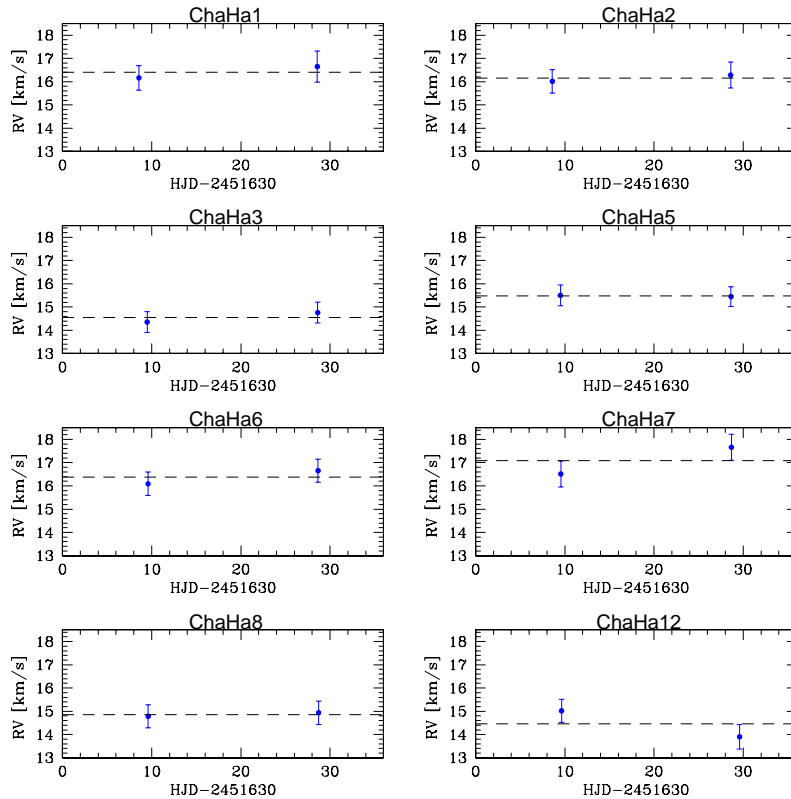 ChaHa1
18
17
16
15
14
13
RV [km/s]
0 10 20 30
HJD-2451630
ChaHa2
18
17
16
15
14
13
RV [km/s]
0 10 20 30
HJD-2451630
ChaHa3
18
17
16
15
14
13
RV [km/s]
0 10 20 30
HJD-2451630
ChaHa5
18
17
16
15
14
13
RV [km/s]
0 10 20 30
HJD-2451630
ChaHa6
18
17
16
15
14
13
RV [km/s]
0 10 20 30
HJD-2451630
ChaHa7
18
17
16
15
14
13
RV [km/s]
0 10 20 30
HJD-2451630
ChaHa8
18
17
16
15
14
13
RV [km/s]
0 10 20 30
HJD-2451630
ChaHa12
18
17
16
15
14
13
RV [km/s]
0 10 20 30
HJD-2451630